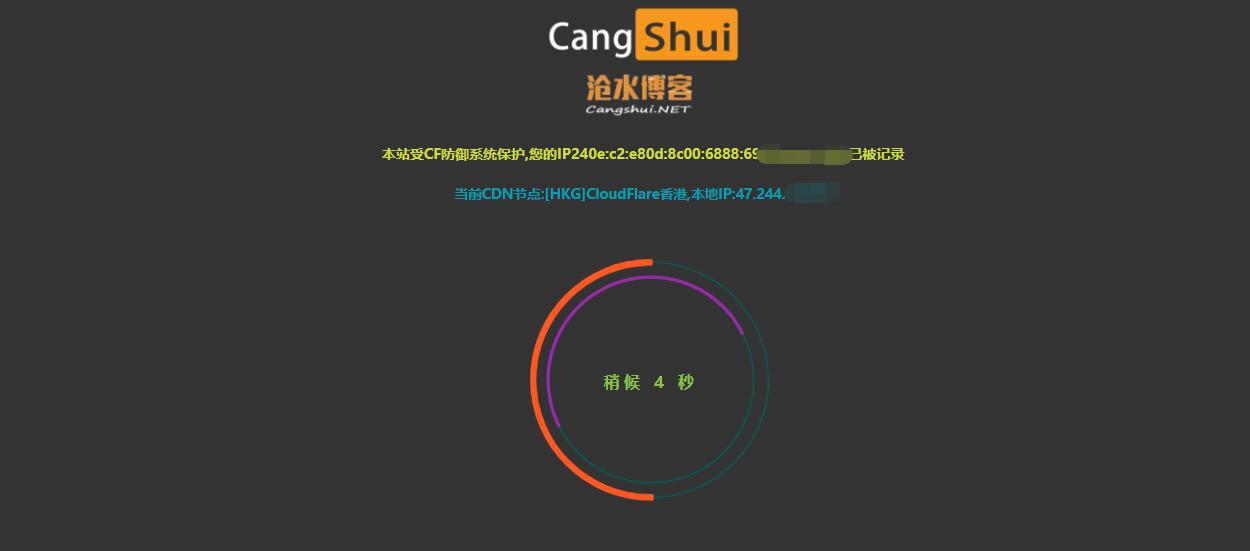 Cang Shui
沧水博客
Cangshui.NET
本站受CF防御系统保护,您的IP240e:c2:e80d:8c00:6888:69已被记录
当前CDN节点:[HKG]CloudFlare香港,本地IP:47.244.
稍候 4 秒